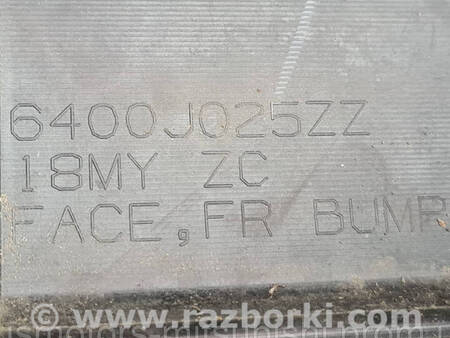 6400J025ZZ
18MY ZC
FACE, FR BUMP
© www.razborki.com